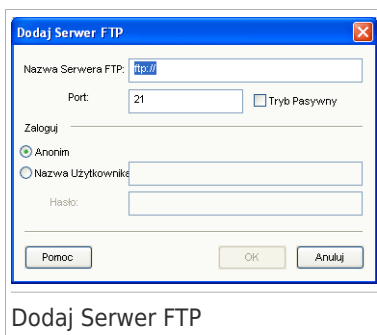 Dodaj Serwer FTP
Nazwa Serwera FTP: ftp://
Port: 21 Tryb Pasywny
Zaloguj
Anonim
Nazwa Użytkownika
Hasło:
Pomoc OK Anuluj
Dodaj Serwer FTP